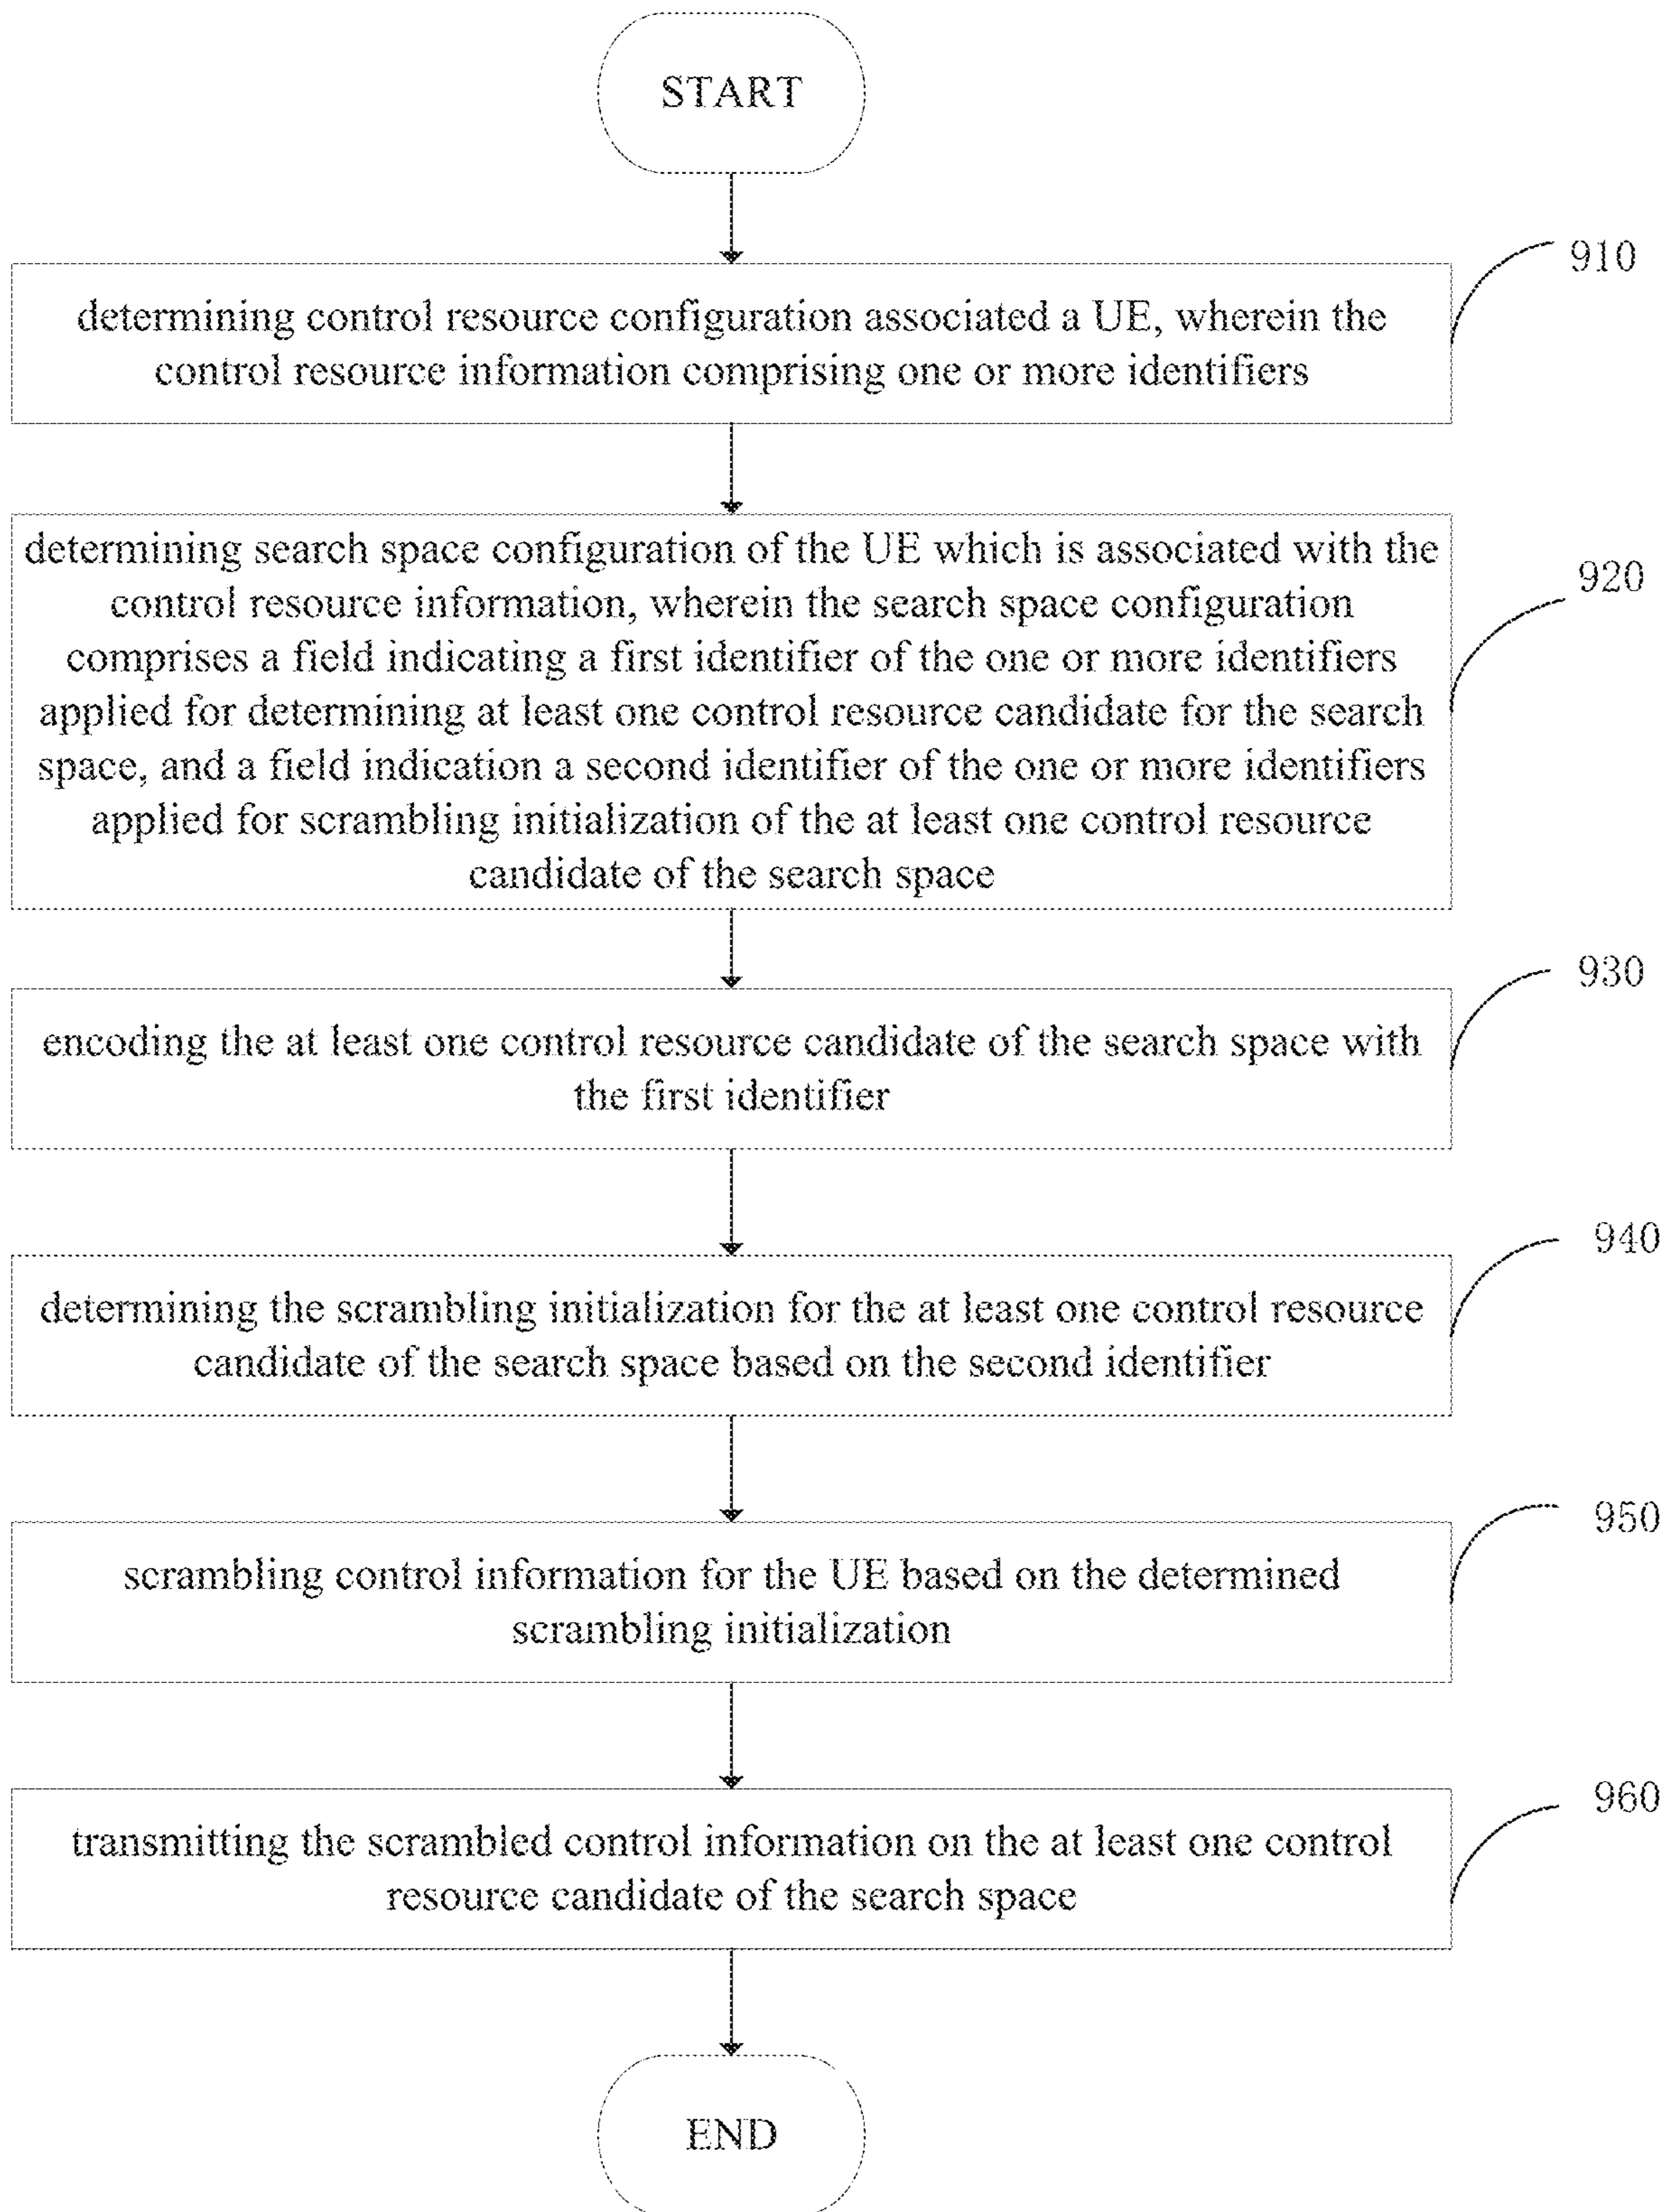 START
910
determining control resource configuration associated a UE, wherein the
control resource information comprising one or more identifiers
920
determining search space configuration of the UE which is associated with the
control resource information, wherein the search space configuration
comprises a field indicating a first identifier of the one or more identifiers
applied for determining at least one control resource candidate for the search
space, and a field indication a second identifier of the one or more identifiers
applied for scrambling initialization of the at least one control resource
candidate of the search space
930
encoding the at least one control resource candidate of the search space with
the first identifier
940
determining the scrambling initialization for the at least one control resource
candidate of the search space based on the second identifier
950
scrambling control information for the UE based on the determined
scrambling initialization
960
transmitting the scrambled control information on the at least one control
resource candidate of the search space
END